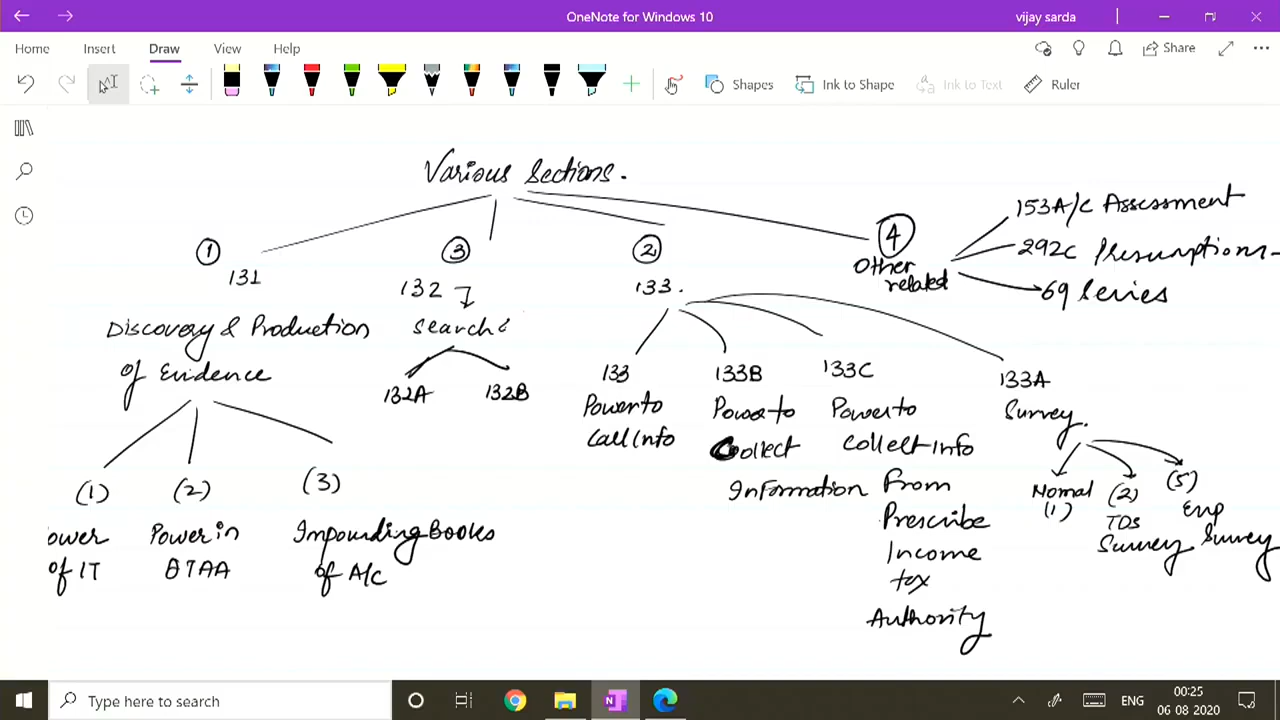 OneNote for Windows 10
vijay sarda
Home Insert Draw View Help
Share
Shapes
Ink to Shape
Ink to Text
Ruler
Various Sections.
① 131
Discovery & Production
of Evidence
(1)
ower
of IT
(2)
Power in
DTAA
(3)
Impounding Books
of A/C
③ 132
Search &
132A
132B
② 133.
133
Power to
Call Info
133B
Power to
Collect
Information
133C
Power to
Collect Info
From
Prescribe
Income
tax
Authority
133A
Survey.
Normal
(1)
(2)
TDS
Survey
(5)
Exp
Survey
④
Other
related
153A/C Assessment
292C Presumptions-
69 Series
Type here to search
ENG
00:25
06-08-2020